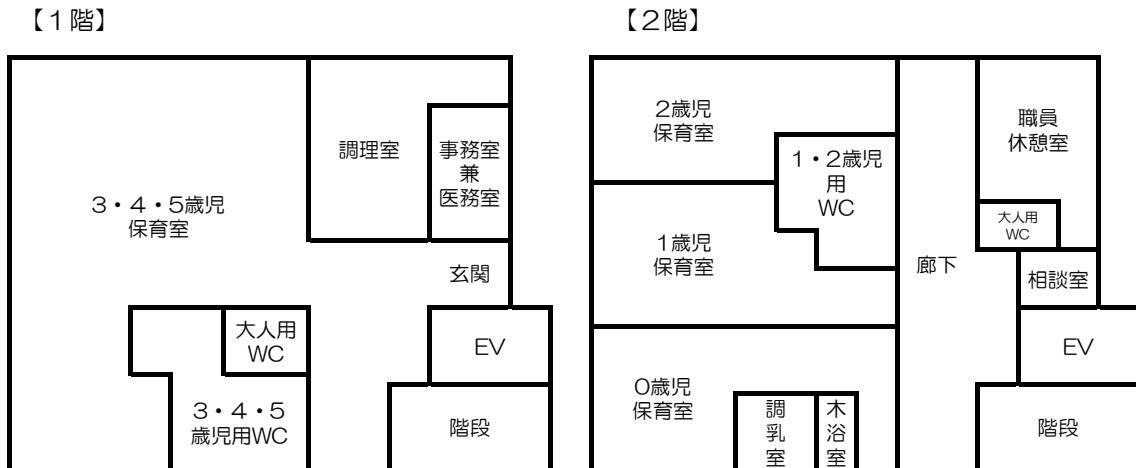 【１階】
調理室
事務室
兼
医務室
３・４・５歳児
保育室
玄関
大人用
WC
EV
３・４・５
歳児用WC
階段
【２階】
２歳児
保育室
職員
休憩室
１・２歳児
用
WC
大人用
WC
１歳児
保育室
廊下
相談室
EV
０歳児
保育室
調乳室
木浴室
階段